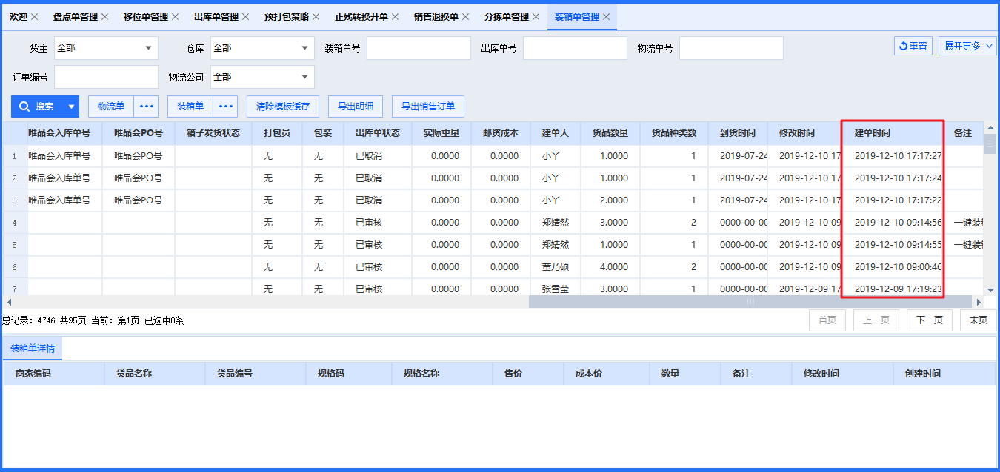 欢迎 盘点单管理 移位单管理 出库单管理 预打包策略 正残转换开单 销售退换单 分拣单管理 装箱单管理
货主 全部 仓库 全部 装箱单号 出库单号 物流单号 重置 展开更多
订单编号 物流公司 全部
搜索 物流单 ••• 装箱单 ••• 清除模板缓存 导出明细 导出销售订单
唯品会入库单号 唯品会PO号 箱子发货状态 打包员 包装 出库单状态 实际重量 邮资成本 建单人 货品数量 货品种类数 到货时间 修改时间 建单时间 备注
1 唯品会入库单号 唯品会PO号 无 无 已取消 0.0000 0.0000 小丫 1.0000 1 2019-07-24 2019-12-10 17 2019-12-10 17:17:27
2 唯品会入库单号 唯品会PO号 无 无 已取消 0.0000 0.0000 小丫 1.0000 1 2019-07-24 2019-12-10 17 2019-12-10 17:17:24
3 唯品会入库单号 唯品会PO号 无 无 已取消 0.0000 0.0000 小丫 2.0000 1 2019-07-24 2019-12-10 17 2019-12-10 17:17:22
4 无 无 已审核 0.0000 0.0000 郑婧然 3.0000 2 0000-00-00 2019-12-10 09 2019-12-10 09:14:56 一键装箱
5 无 无 已审核 0.0000 0.0000 郑婧然 1.0000 1 0000-00-00 2019-12-10 09 2019-12-10 09:14:55 一键装箱
6 无 无 已审核 0.0000 0.0000 董乃硕 4.0000 2 0000-00-00 2019-12-10 09 2019-12-10 09:00:46
7 无 无 已审核 0.0000 0.0000 张雪莹 3.0000 1 0000-00-00 2019-12-09 17 2019-12-09 17:19:23
总记录：4746 共95页 当前：第1页 已选中0条 首页 上一页 下一页 末页
装箱单详情
商家编码 货品名称 货品编号 规格码 规格名称 售价 成本价 数量 备注 修改时间 创建时间